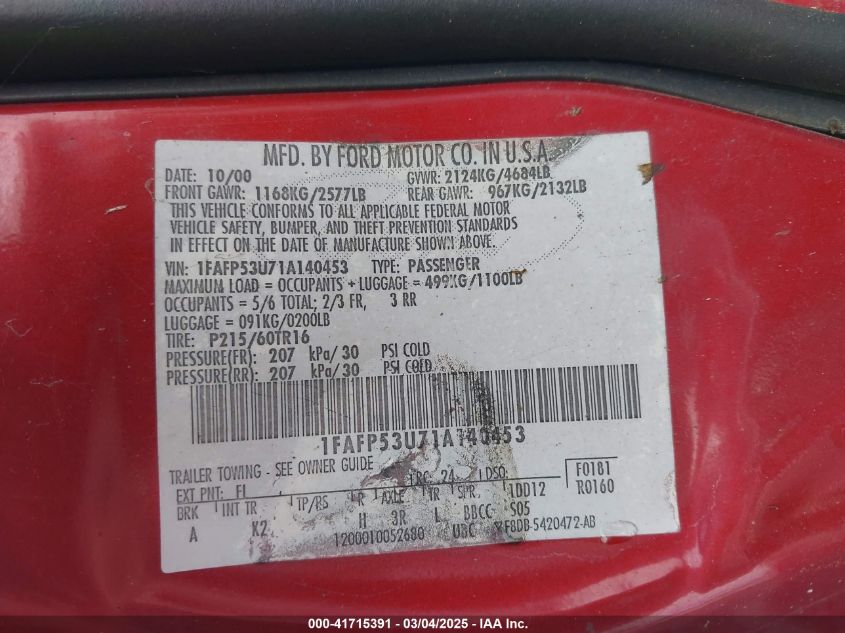 MFD. BY FORD MOTOR CO. IN U.S.A.
DATE: 10/00 GVWR: 2124KG/4684LB
FRONT GAWR: 1168KG/2577LB REAR GAWR: 967KG/2132LB
THIS VEHICLE CONFORMS TO ALL APPLICABLE FEDERAL MOTOR
VEHICLE SAFETY, BUMPER, AND THEFT PREVENTION STANDARDS
IN EFFECT ON THE DATE OF MANUFACTURE SHOWN ABOVE.
VIN: 1FAFP53U71A140453 TYPE: PASSENGER
MAXIMUM LOAD = OCCUPANTS + LUGGAGE = 499KG/1100LB
OCCUPANTS = 5/6 TOTAL; 2/3 FR, 3 RR
LUGGAGE = 091KG/0200LB
TIRE: P215/60TR16
PRESSURE(FR): 207 kPa/ 30 PSI COLD
PRESSURE(RR): 207 kPa/ 30 PSI COLD
1FAFP53U71A140453
TRAILER TOWING - SEE OWNER GUIDE
EXT PNT: FI RC: 24 DSO: F0181
BRK INT TR TP/PS R AXLE TR SPR 1DD12 R0160
A K2 H 3R L BBCC S05
1200010052680 UBC F8DB-5420472-AB
000-41715391 - 03/04/2025 - IAA Inc.